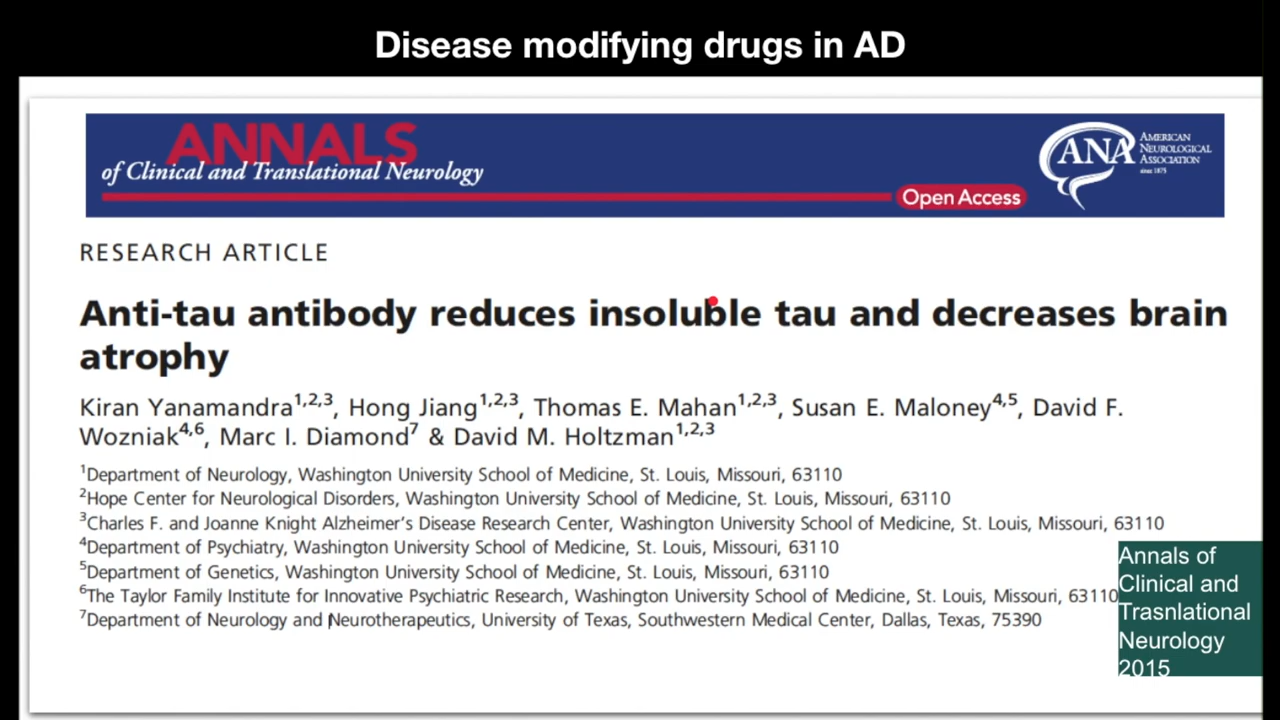 Disease modifying drugs in AD
ANNALS
of Clinical and Translational Neurology
Open Access
ANA
AMERICAN
NEUROLOGICAL
ASSOCIATION
since 1875
RESEARCH ARTICLE
Anti-tau antibody reduces insoluble tau and decreases brain
atrophy
Kiran Yanamandra1,2,3, Hong Jiang1,2,3, Thomas E. Mahan1,2,3, Susan E. Maloney4,5, David F.
Wozniak4,6, Marc I. Diamond7 & David M. Holtzman1,2,3
1Department of Neurology, Washington University School of Medicine, St. Louis, Missouri, 63110
2Hope Center for Neurological Disorders, Washington University School of Medicine, St. Louis, Missouri, 63110
3Charles F. and Joanne Knight Alzheimer's Disease Research Center, Washington University School of Medicine, St. Louis, Missouri, 63110
4Department of Psychiatry, Washington University School of Medicine, St. Louis, Missouri, 63110
5Department of Genetics, Washington University School of Medicine, St. Louis, Missouri, 63110
6The Taylor Family Institute for Innovative Psychiatric Research, Washington University School of Medicine, St. Louis, Missouri, 63110
7Department of Neurology and Neurotherapeutics, University of Texas, Southwestern Medical Center, Dallas, Texas, 75390
Annals of
Clinical and
Trasnlational
Neurology
2015